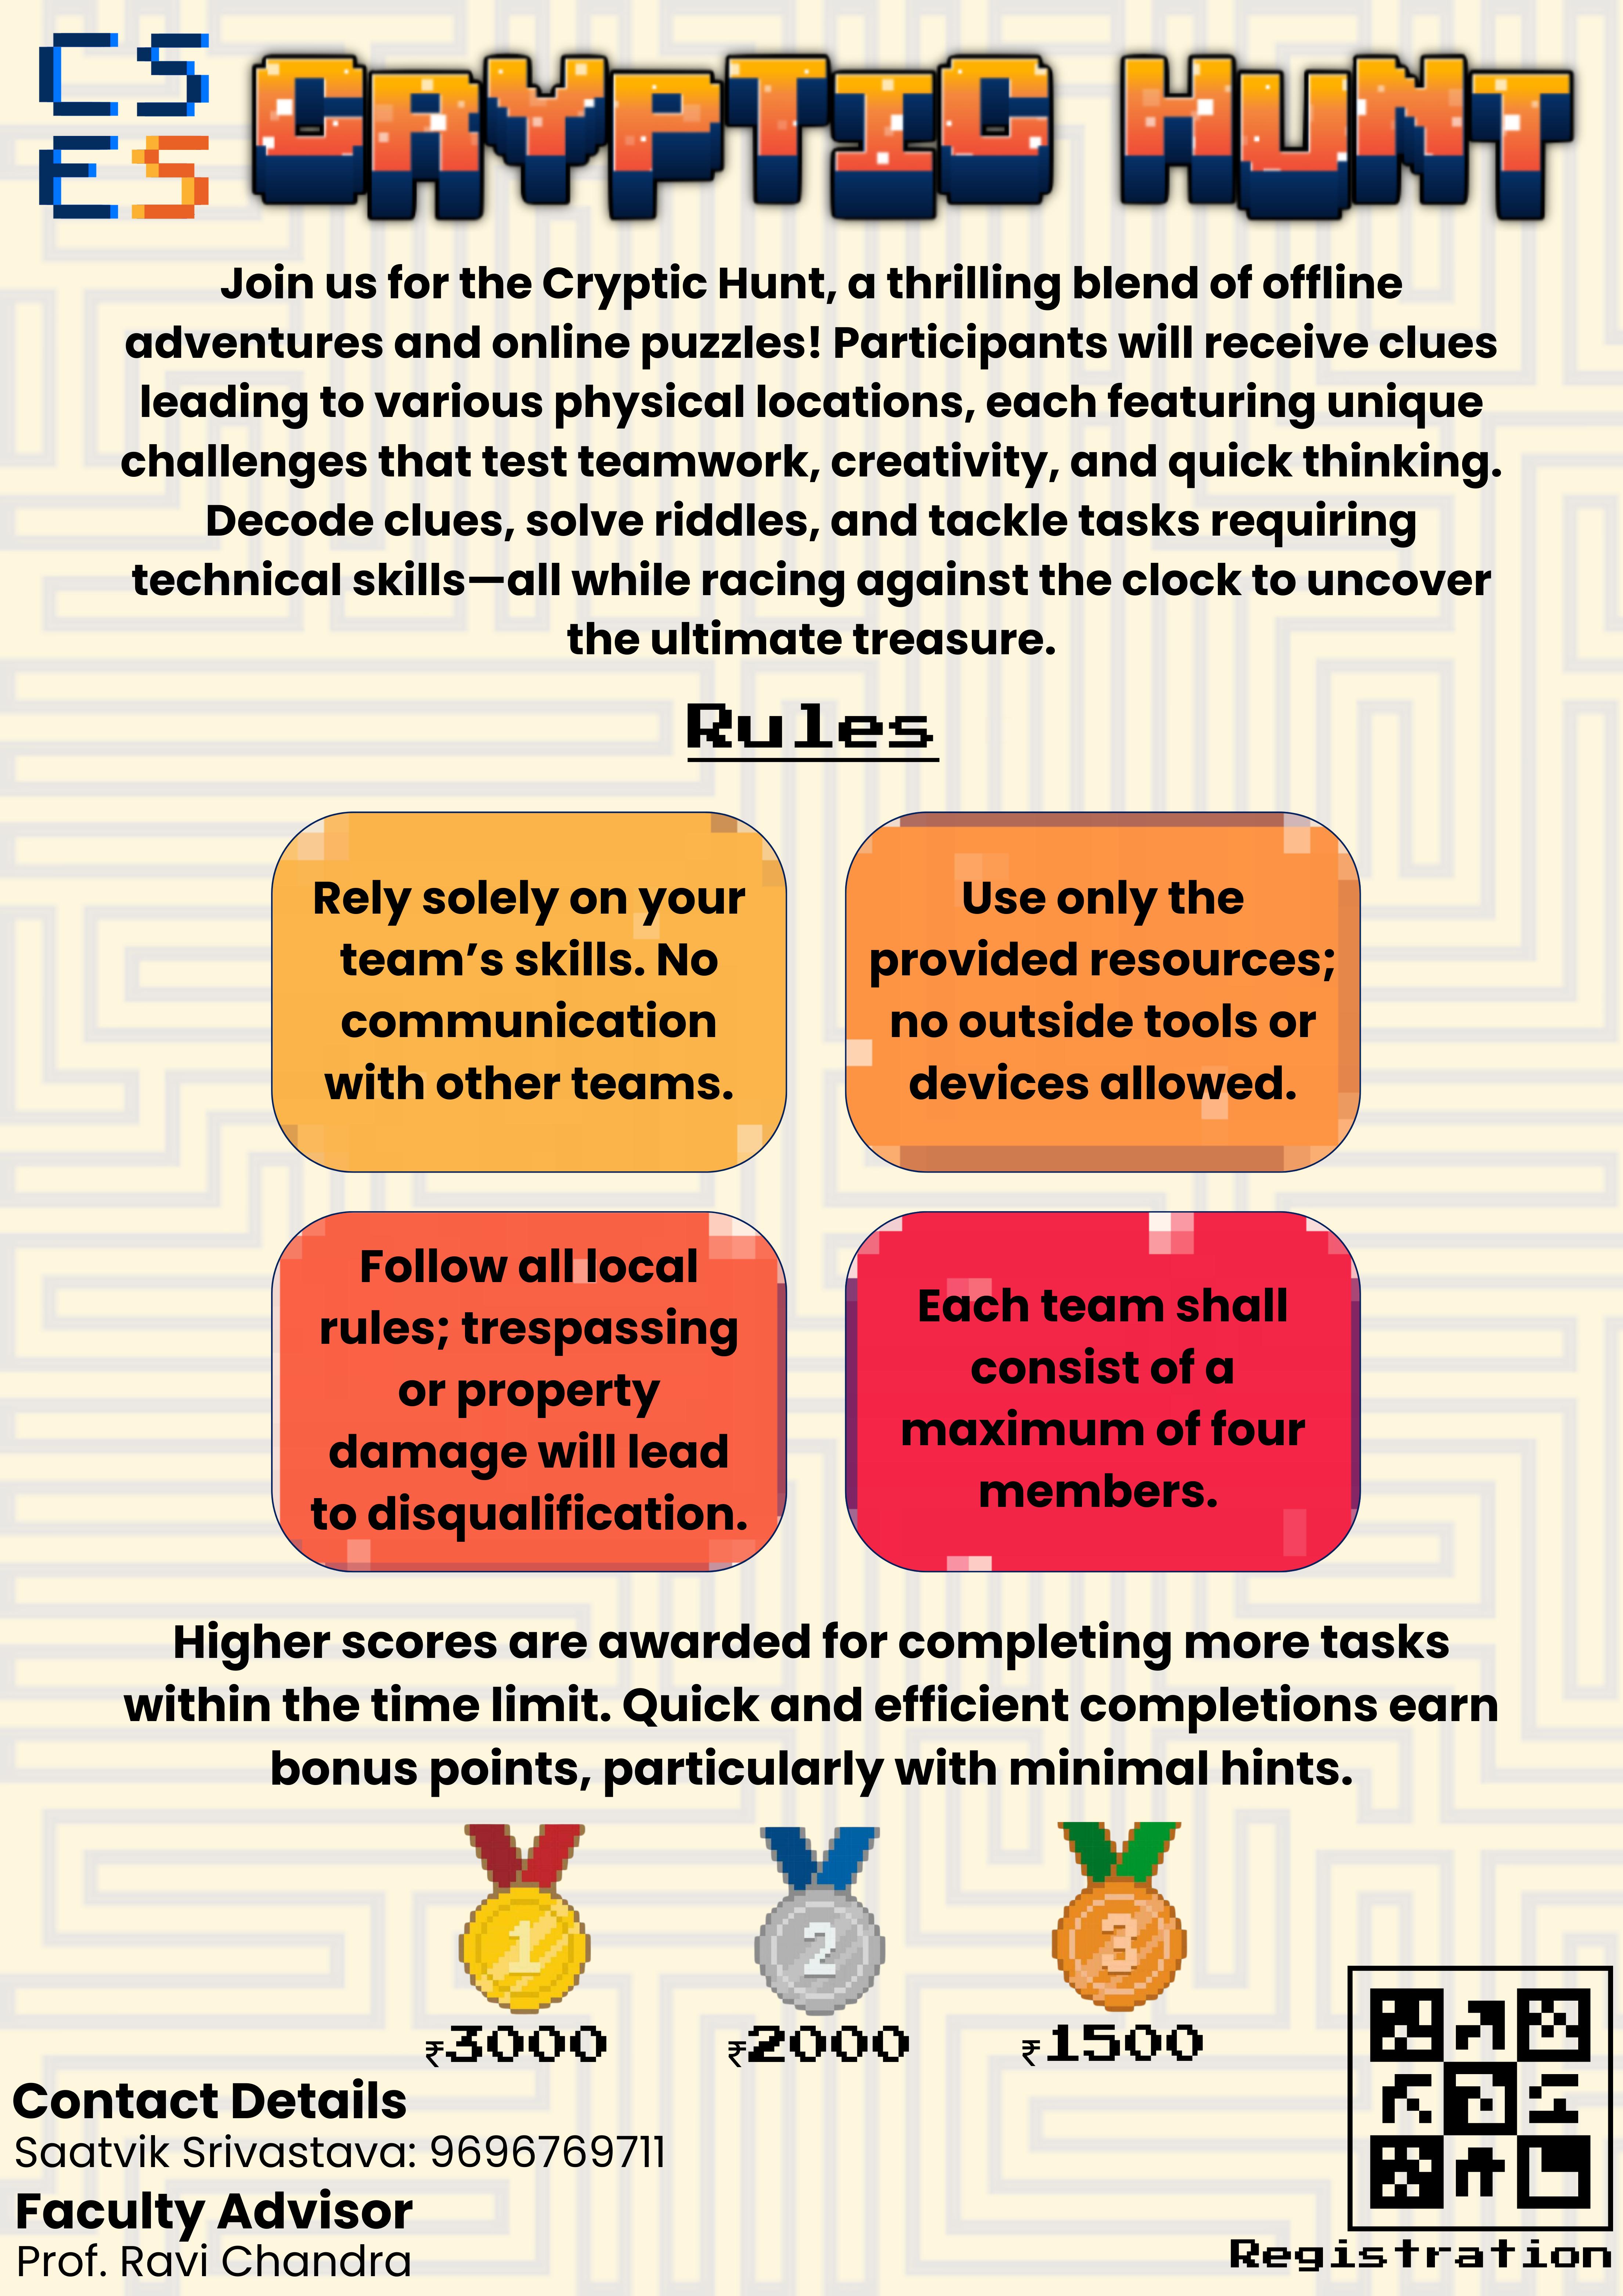 CS
ES
CRYPTIC HUNT
Join us for the Cryptic Hunt, a thrilling blend of offline
adventures and online puzzles! Participants will receive clues
leading to various physical locations, each featuring unique
challenges that test teamwork, creativity, and quick thinking.
Decode clues, solve riddles, and tackle tasks requiring
technical skills—all while racing against the clock to uncover
the ultimate treasure.
Rules
Rely solely on your
team’s skills. No
communication
with other teams.
Use only the
provided resources;
no outside tools or
devices allowed.
Follow all local
rules; trespassing
or property
damage will lead
to disqualification.
Each team shall
consist of a
maximum of four
members.
Higher scores are awarded for completing more tasks
within the time limit. Quick and efficient completions earn
bonus points, particularly with minimal hints.
1 2 3
₹3000 ₹2000 ₹1500
Contact Details
Saatvik Srivastava: 9696769711
Faculty Advisor
Prof. Ravi Chandra
Registration